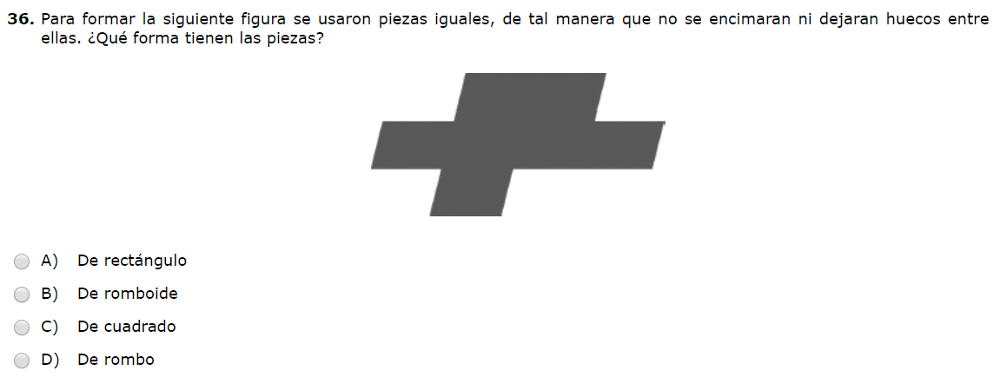 36. Para formar la siguiente figura se usaron piezas iguales, de tal manera que no se encimaran ni dejaran huecos entre
ellas. ¿Qué forma tienen las piezas?
A) De rectángulo
B) De romboide
C) De cuadrado
D) De rombo